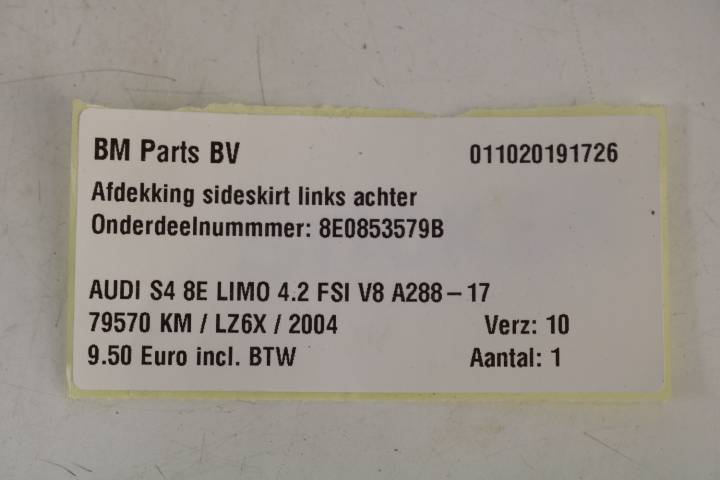 BM Parts BV 011020191726
Afdekking sideskirt links achter
Onderdeelnummmer: 8E0853579B
AUDI S4 8E LIMO 4.2 FSI V8 A288-17
79570 KM / LZ6X / 2004 Verz: 10
9.50 Euro incl. BTW Aantal: 1